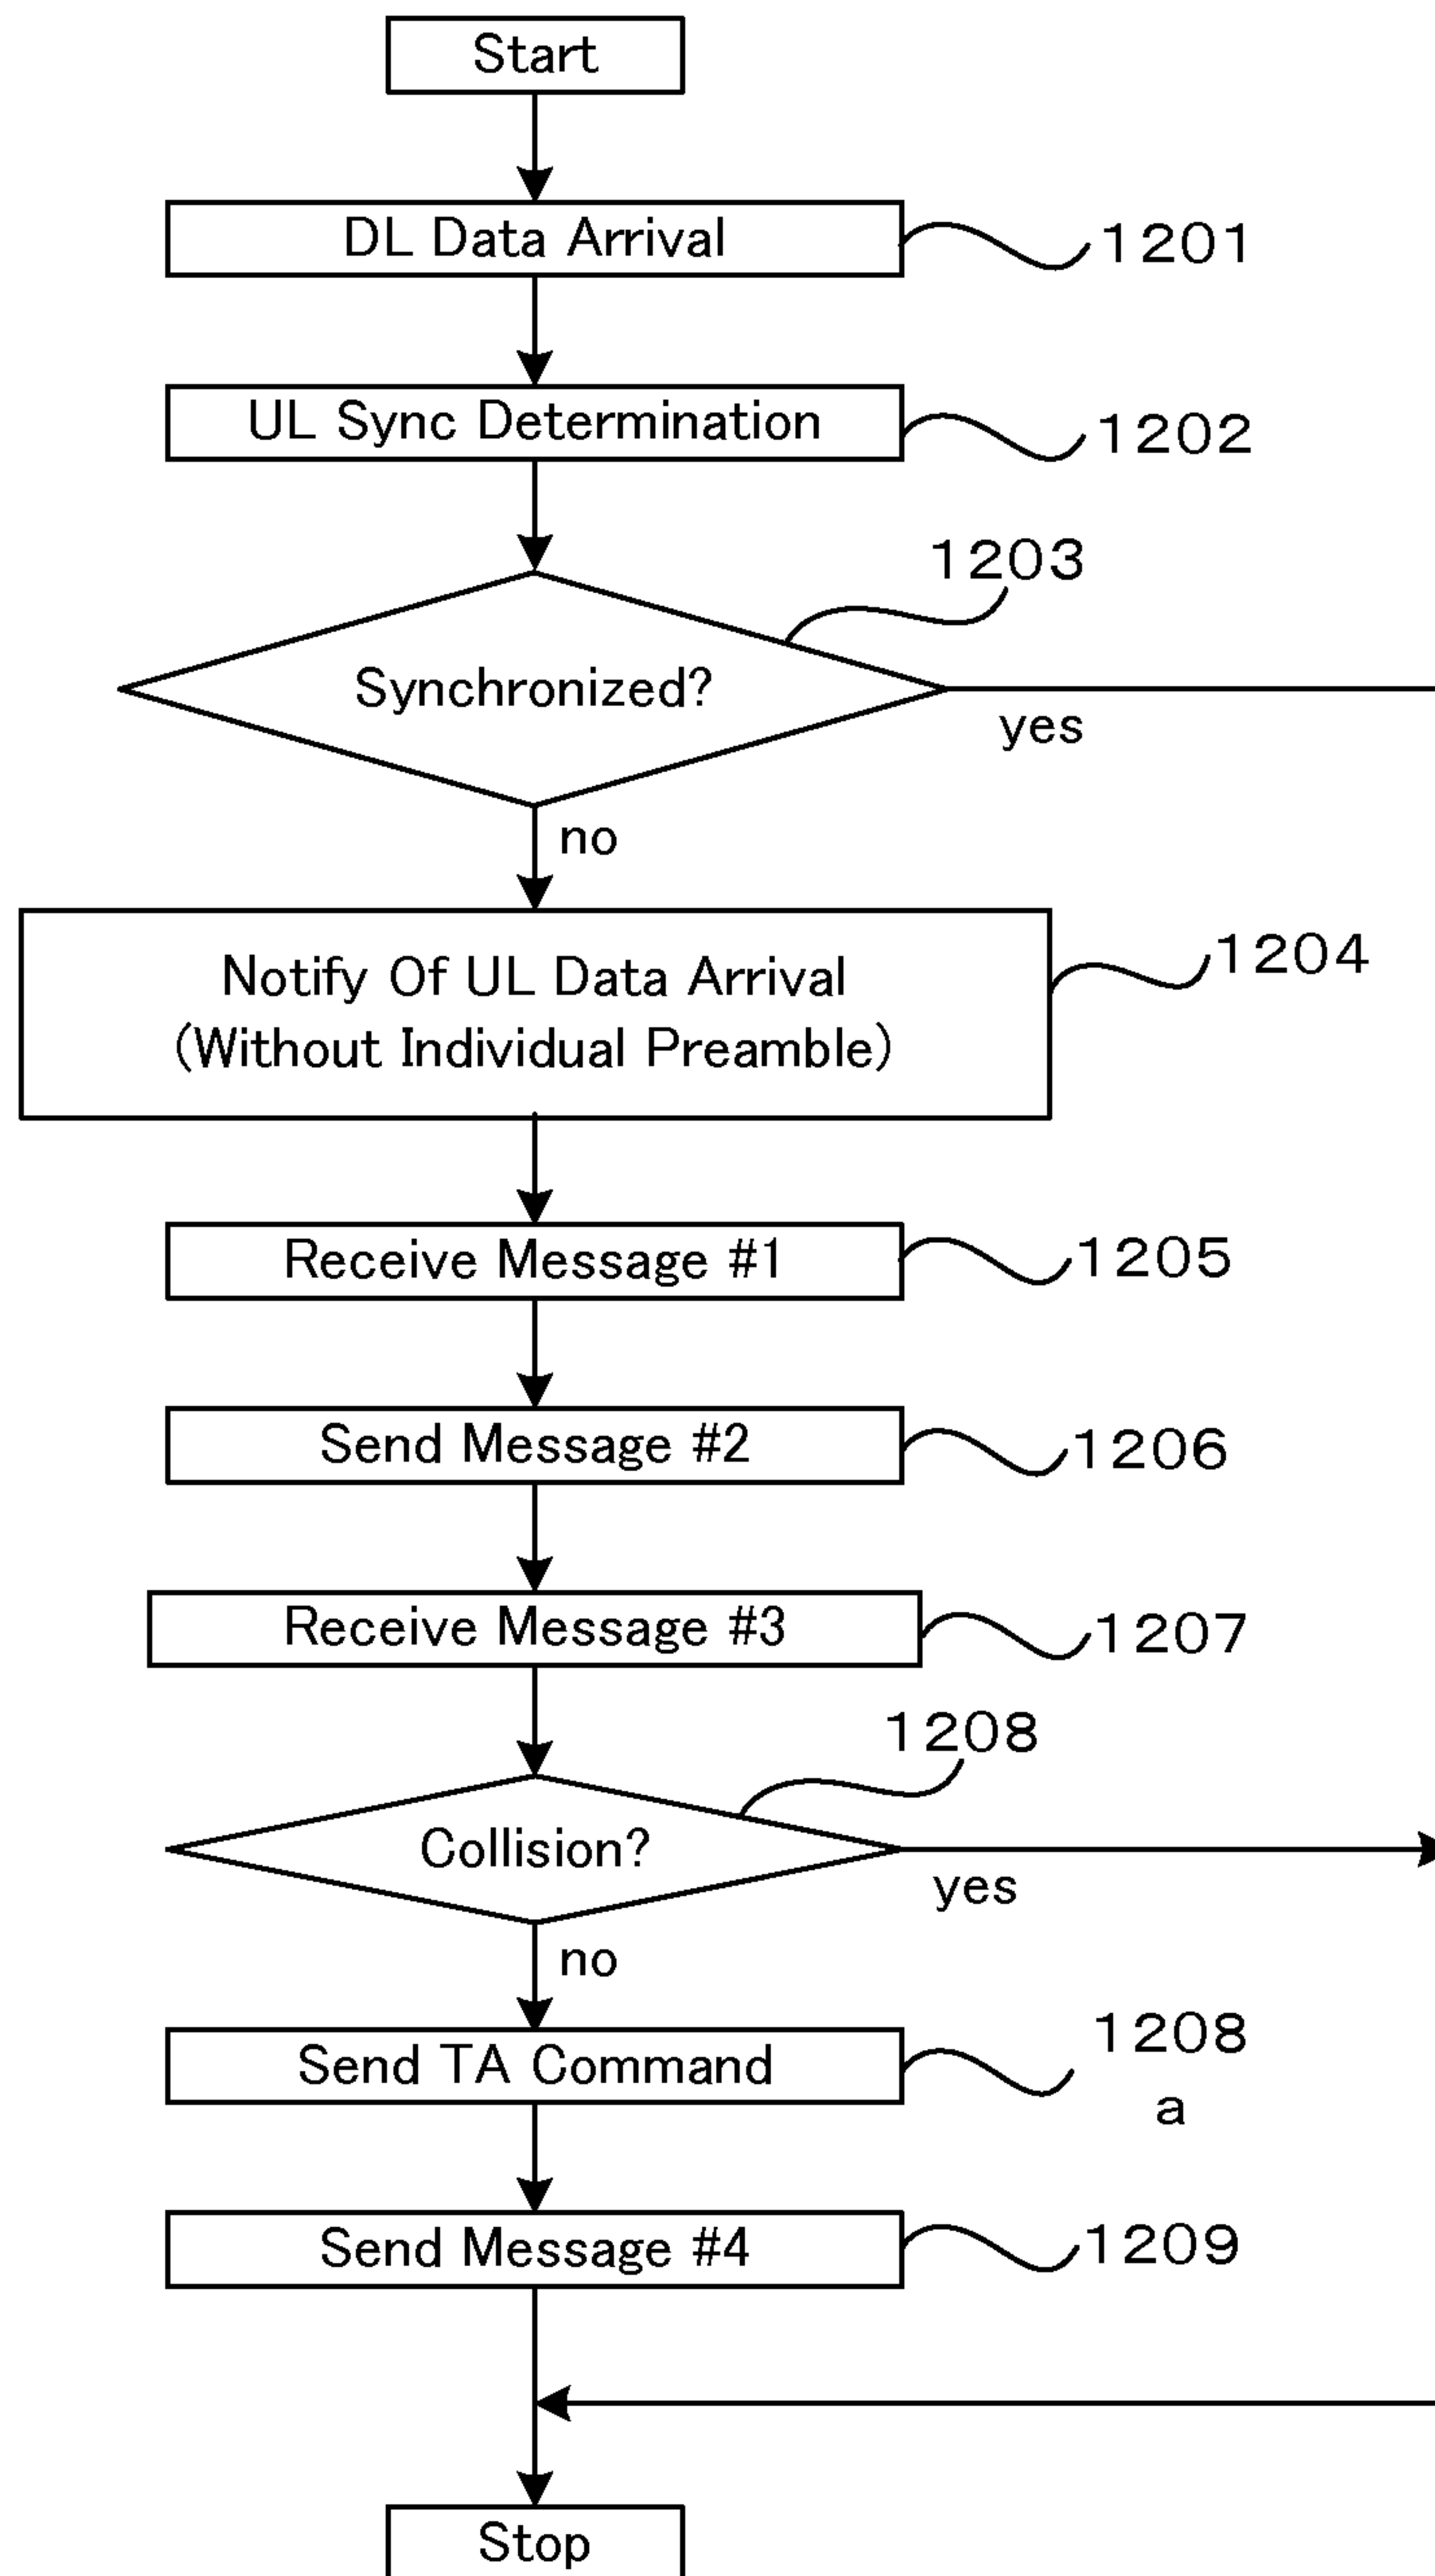 Start
DL Data Arrival
1201
UL Sync Determination
1202
1203
Synchronized?
yes
no
Notify Of UL Data Arrival
(Without Individual Preamble)
1204
Receive Message #1
1205
Send Message #2
1206
Receive Message #3
1207
1208
Collision?
yes
no
Send TA Command
1208
a
Send Message #4
1209
Stop